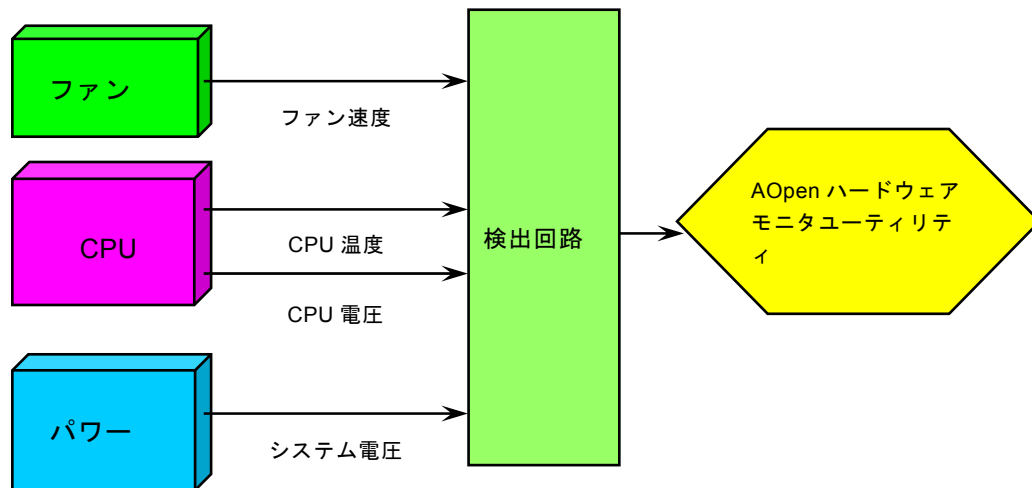 ファン
ファン速度
CPU
CPU 温度
CPU 電圧
パワー
システム電圧
検出回路
AOpen ハードウェア
モニタユーティリテ
ィ